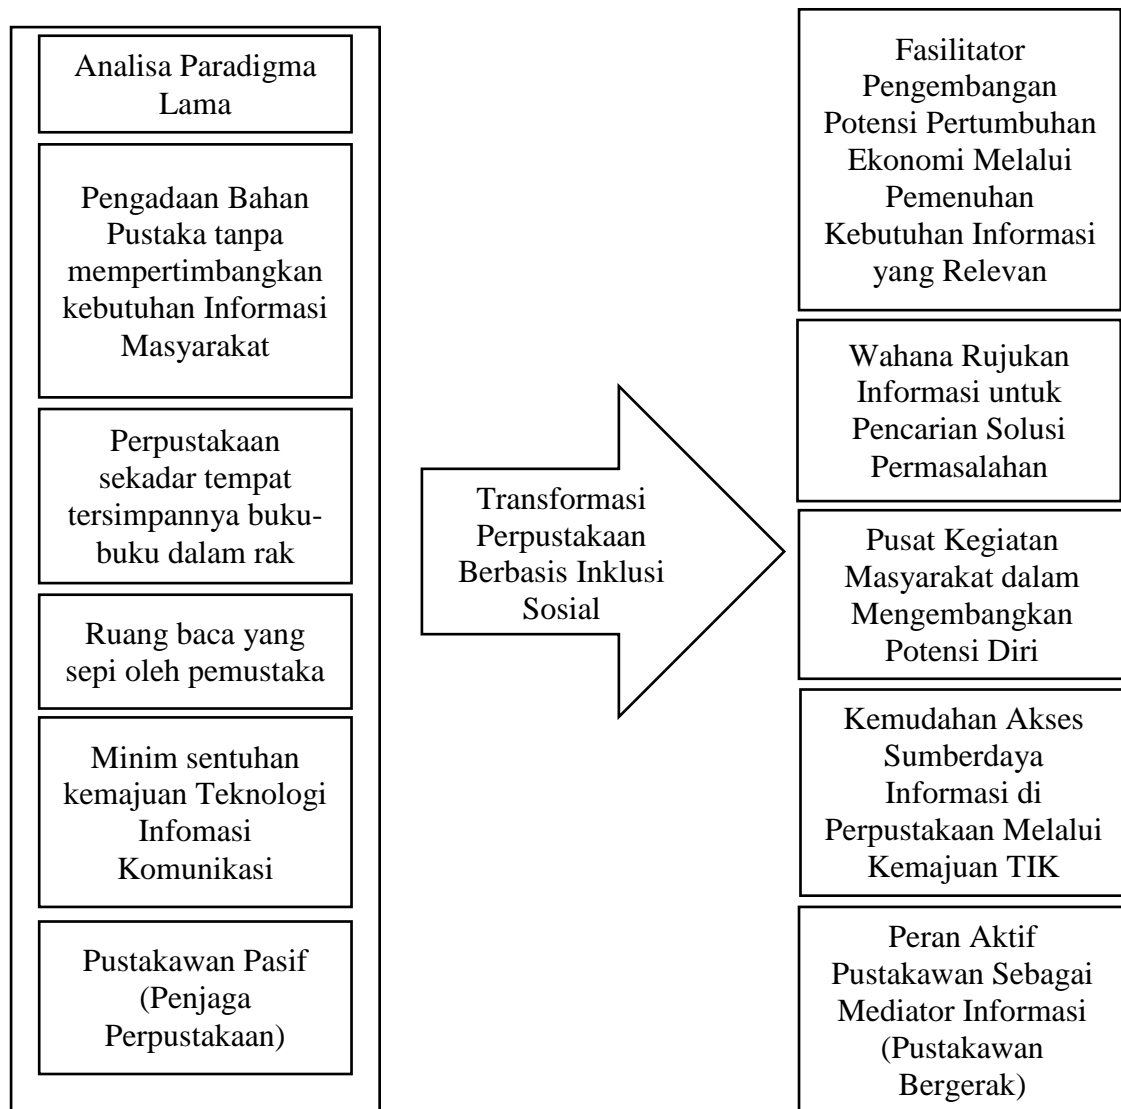 Analisa Paradigma
Lama
Pengadaan Bahan
Pustaka tanpa
mempertimbangkan
kebutuhan Informasi
Masyarakat
Perpustakaan
sekadar tempat
tersimpannya buku-
buku dalam rak
Ruang baca yang
sepi oleh pemustaka
Minim sentuhan
kemajuan Teknologi
Infomasi
Komunikasi
Pustakawan Pasif
(Penjaga
Perpustakaan)
Transformasi
Perpustakaan
Berbasis Inklusi
Sosial
Fasilitator
Pengembangan
Potensi Pertumbuhan
Ekonomi Melalui
Pemenuhan
Kebutuhan Informasi
yang Relevan
Wahana Rujukan
Informasi untuk
Pencarian Solusi
Permasalahan
Pusat Kegiatan
Masyarakat dalam
Mengembangkan
Potensi Diri
Kemudahan Akses
Sumberdaya
Informasi di
Perpustakaan Melalui
Kemajuan TIK
Peran Aktif
Pustakawan Sebagai
Mediator Informasi
(Pustakawan
Bergerak)